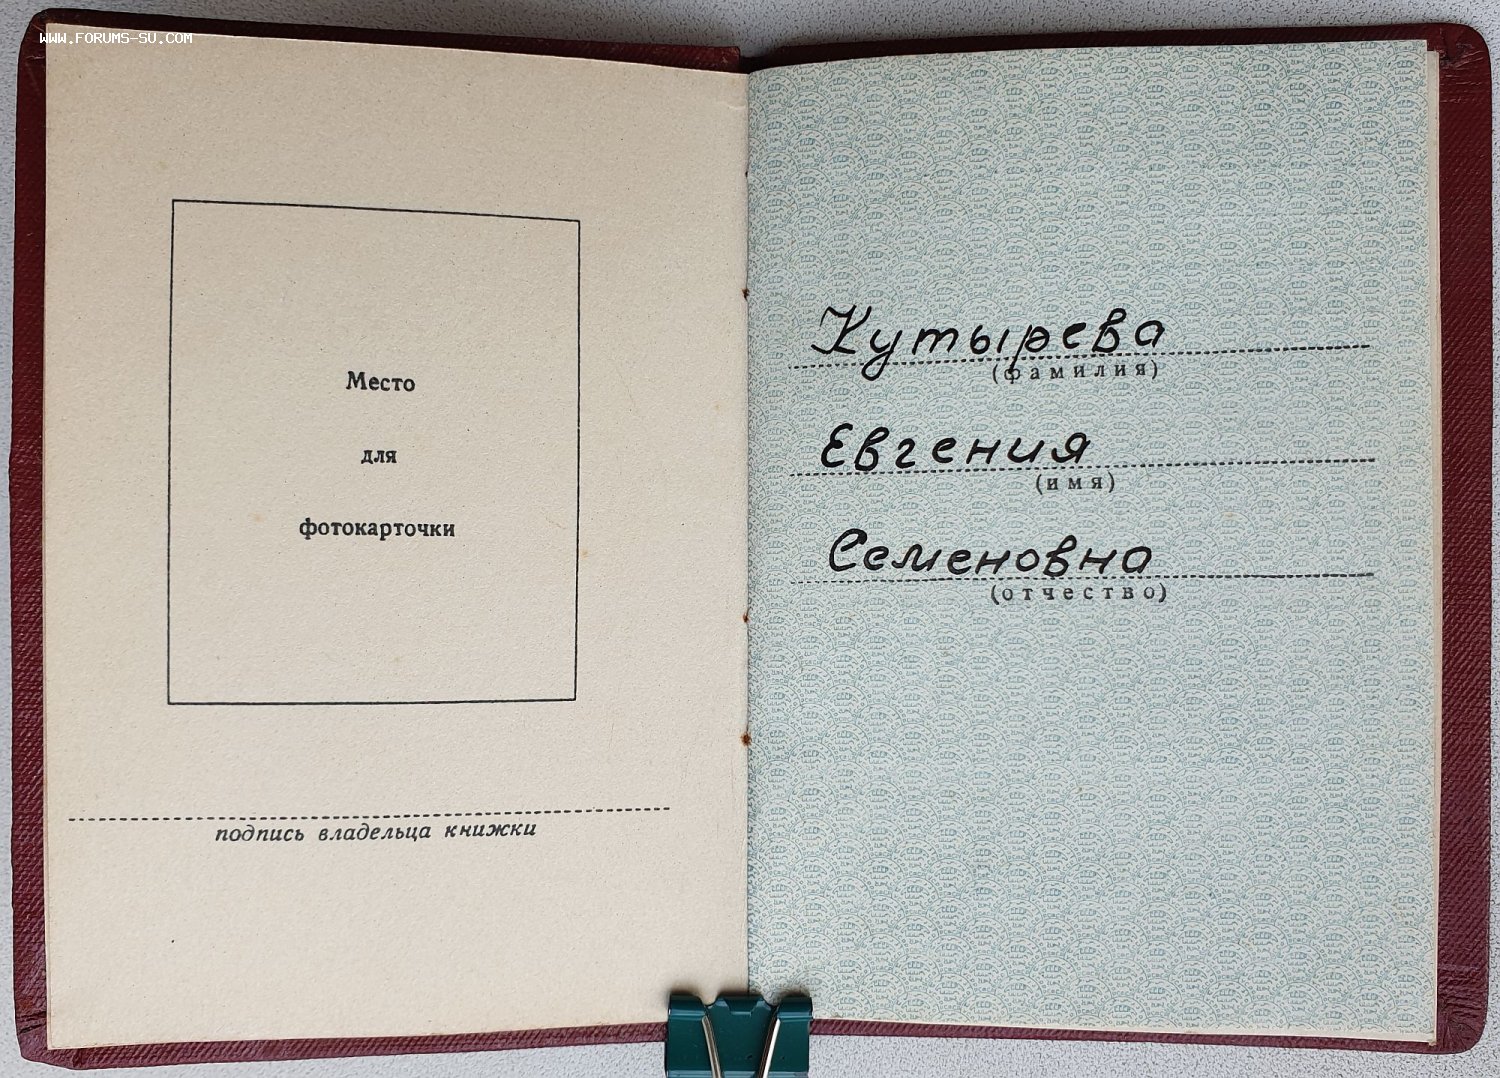 WWW.FORUMS-SU.COM
Место
для
фотокарточки
подпись владельца книжки
Кутырева
(фамилия)
Евгения
(имя)
Семеновна
(отчество)